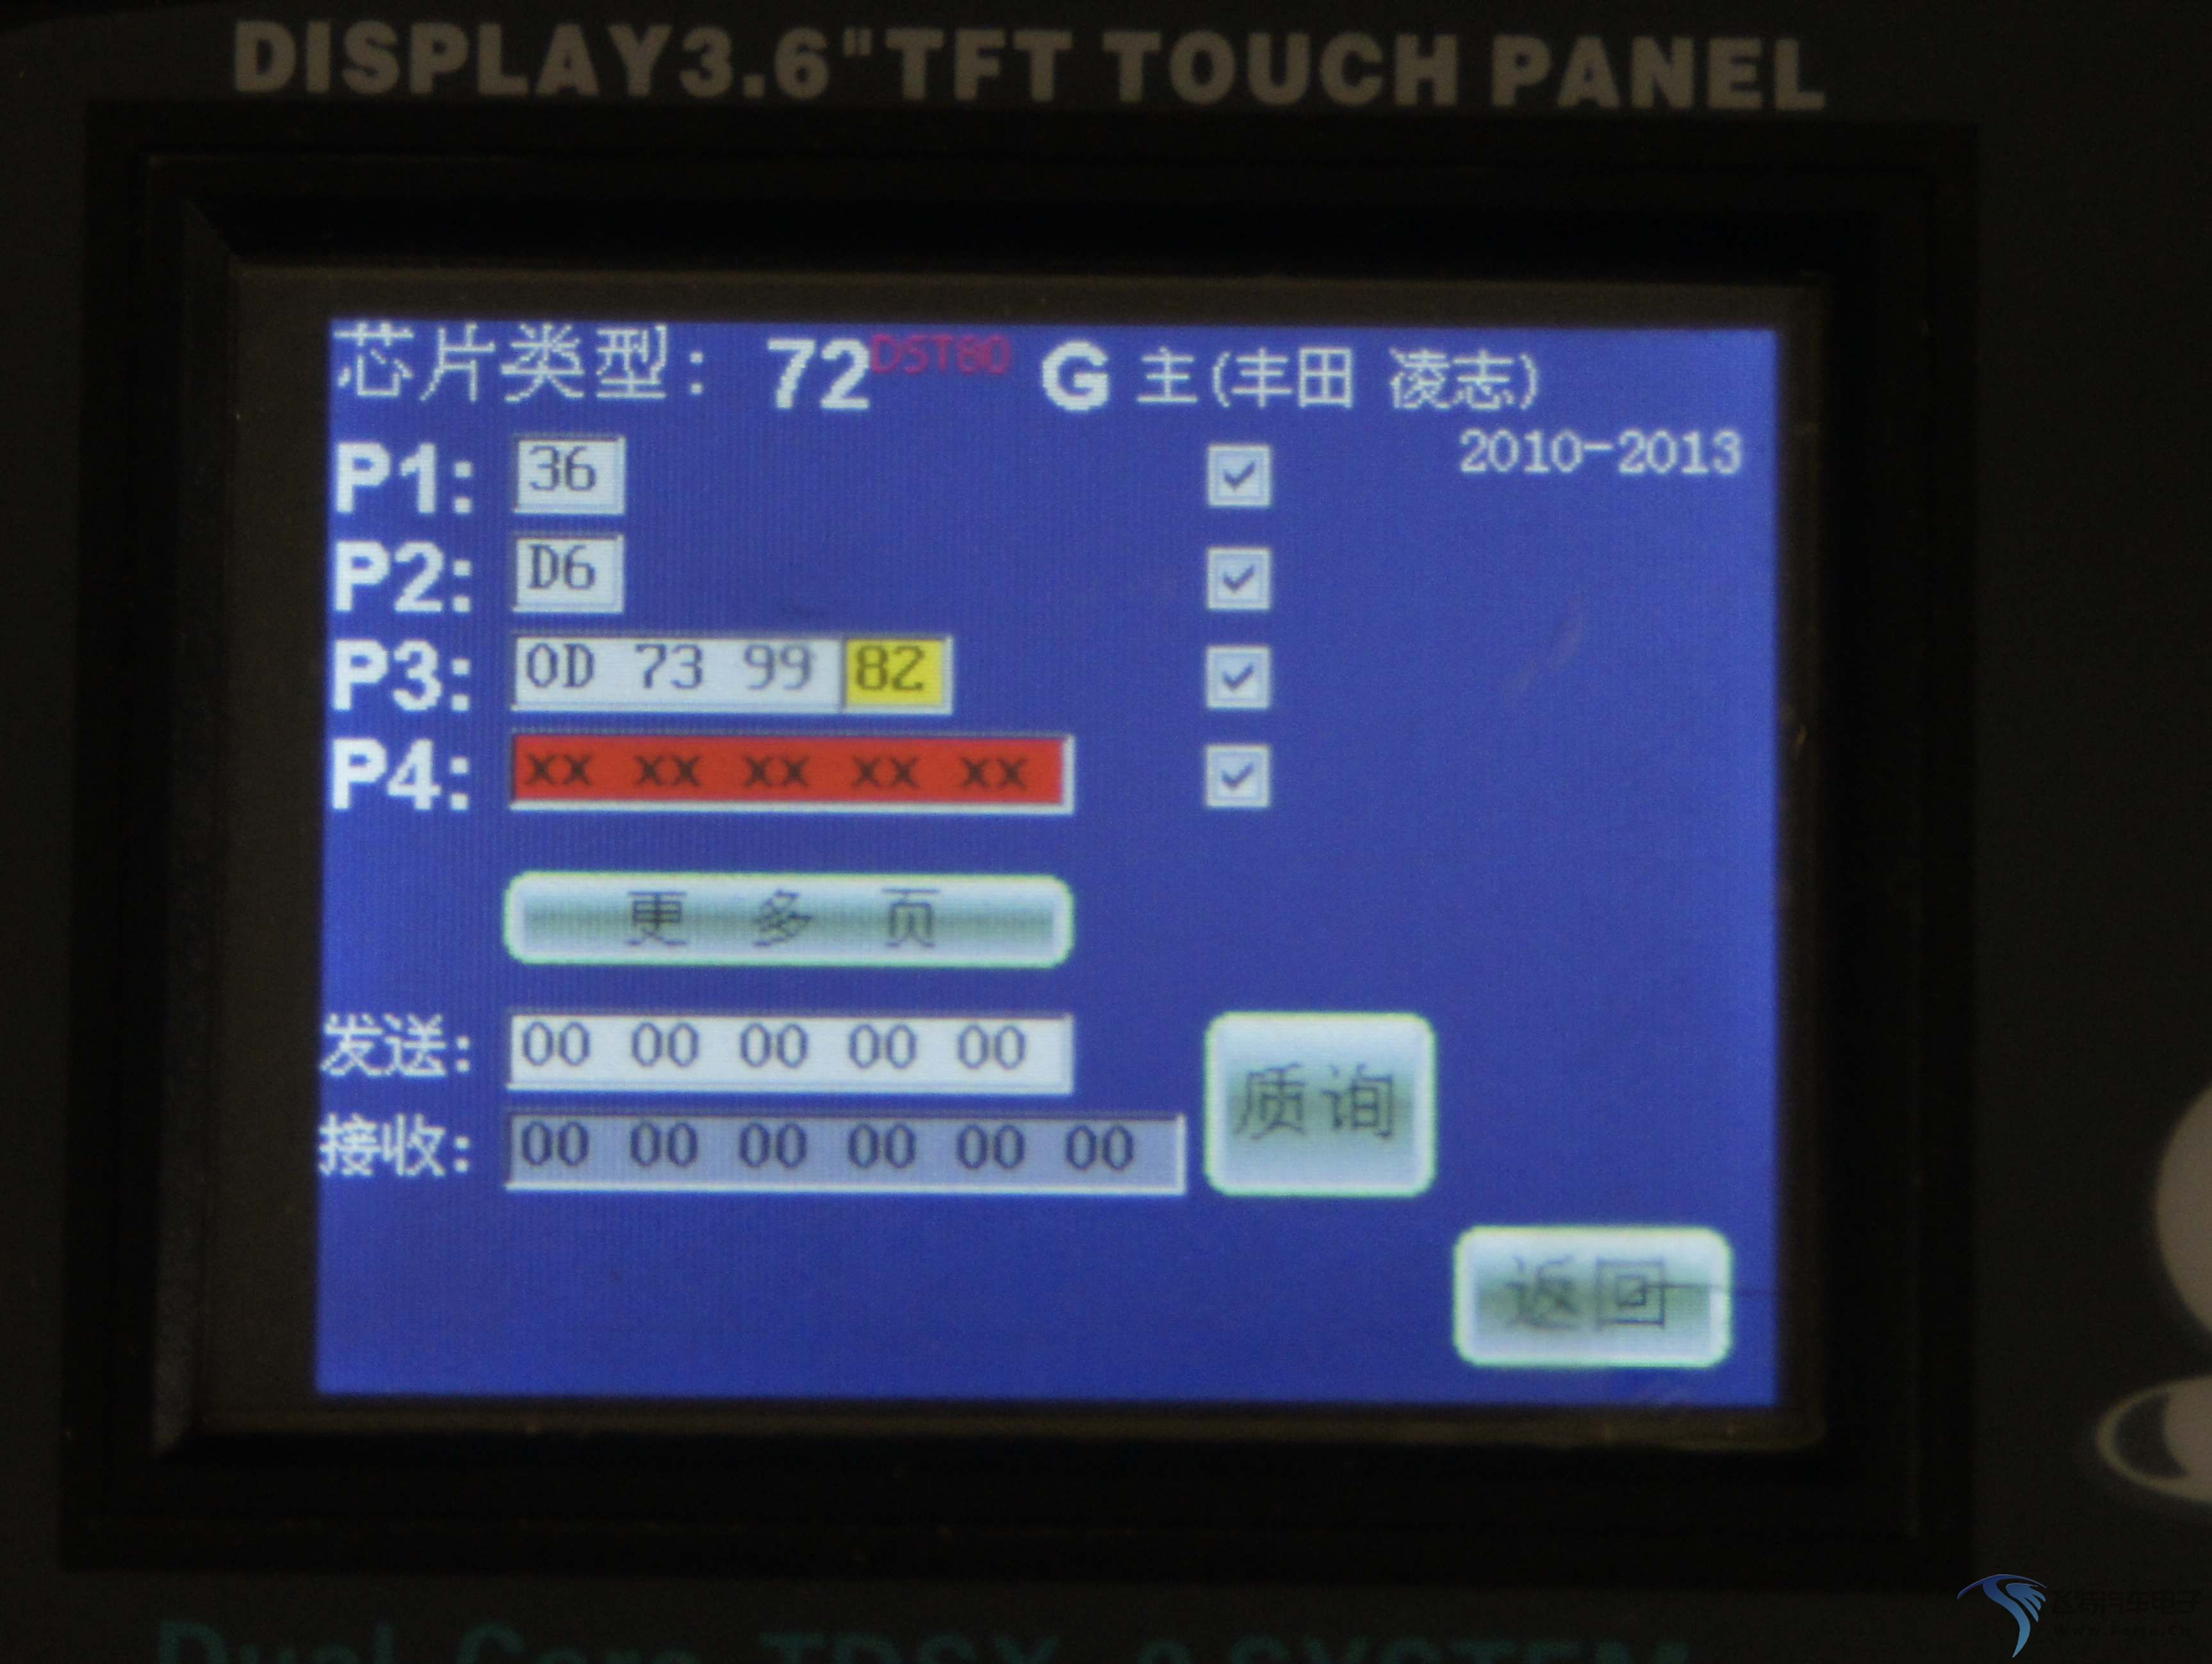 DISPLAY3.6"TFT TOUCH PANEL
芯片类型: 72 DST80 G 主(丰田 凌志)
2010-2013
P1: 36
P2: D6
P3: 0D 73 99 82
P4: xx xx xx xx xx
更 多 页
发送: 00 00 00 00 00
接收: 00 00 00 00 00 00
质询
返回